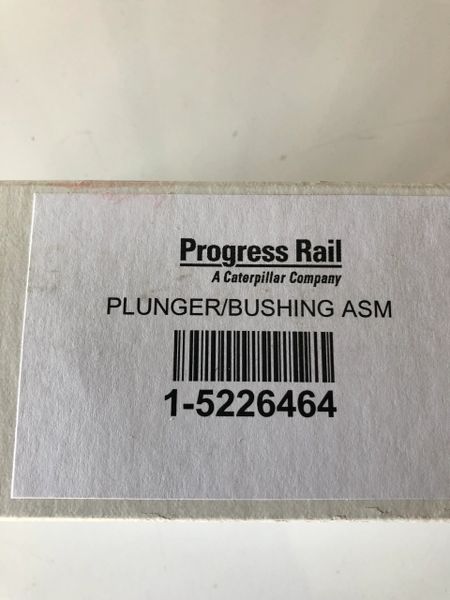 Progress Rail
A Caterpillar Company
PLUNGER/BUSHING ASM
1-5226464